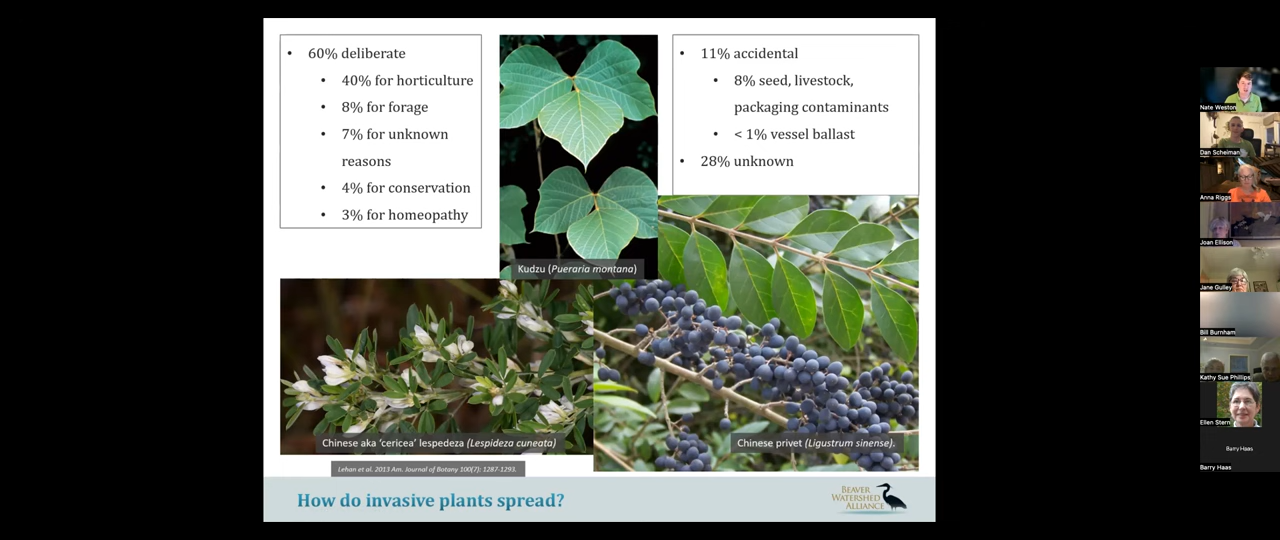 • 60% deliberate
• 40% for horticulture
• 8% for forage
• 7% for unknown
reasons
• 4% for conservation
• 3% for homeopathy
• 11% accidental
• 8% seed, livestock,
packaging contaminants
• < 1% vessel ballast
• 28% unknown
Kudzu (Pueraria montana)
Chinese aka 'cericea' lespedeza (Lespideza cuneata)
Chinese privet (Ligustrum sinense).
Lehan et al. 2013 Am. Journal of Botany 100(7): 1287-1293.
How do invasive plants spread?
BEAVER
WATERSHED
ALLIANCE
Nate Weston
Dan Scheiman
Anna Riggs
Joan Ellison
Jane Gulley
Bill Burnham
Kathy Sue Phillips
Ellen Stern
Barry Haas
Barry Haas